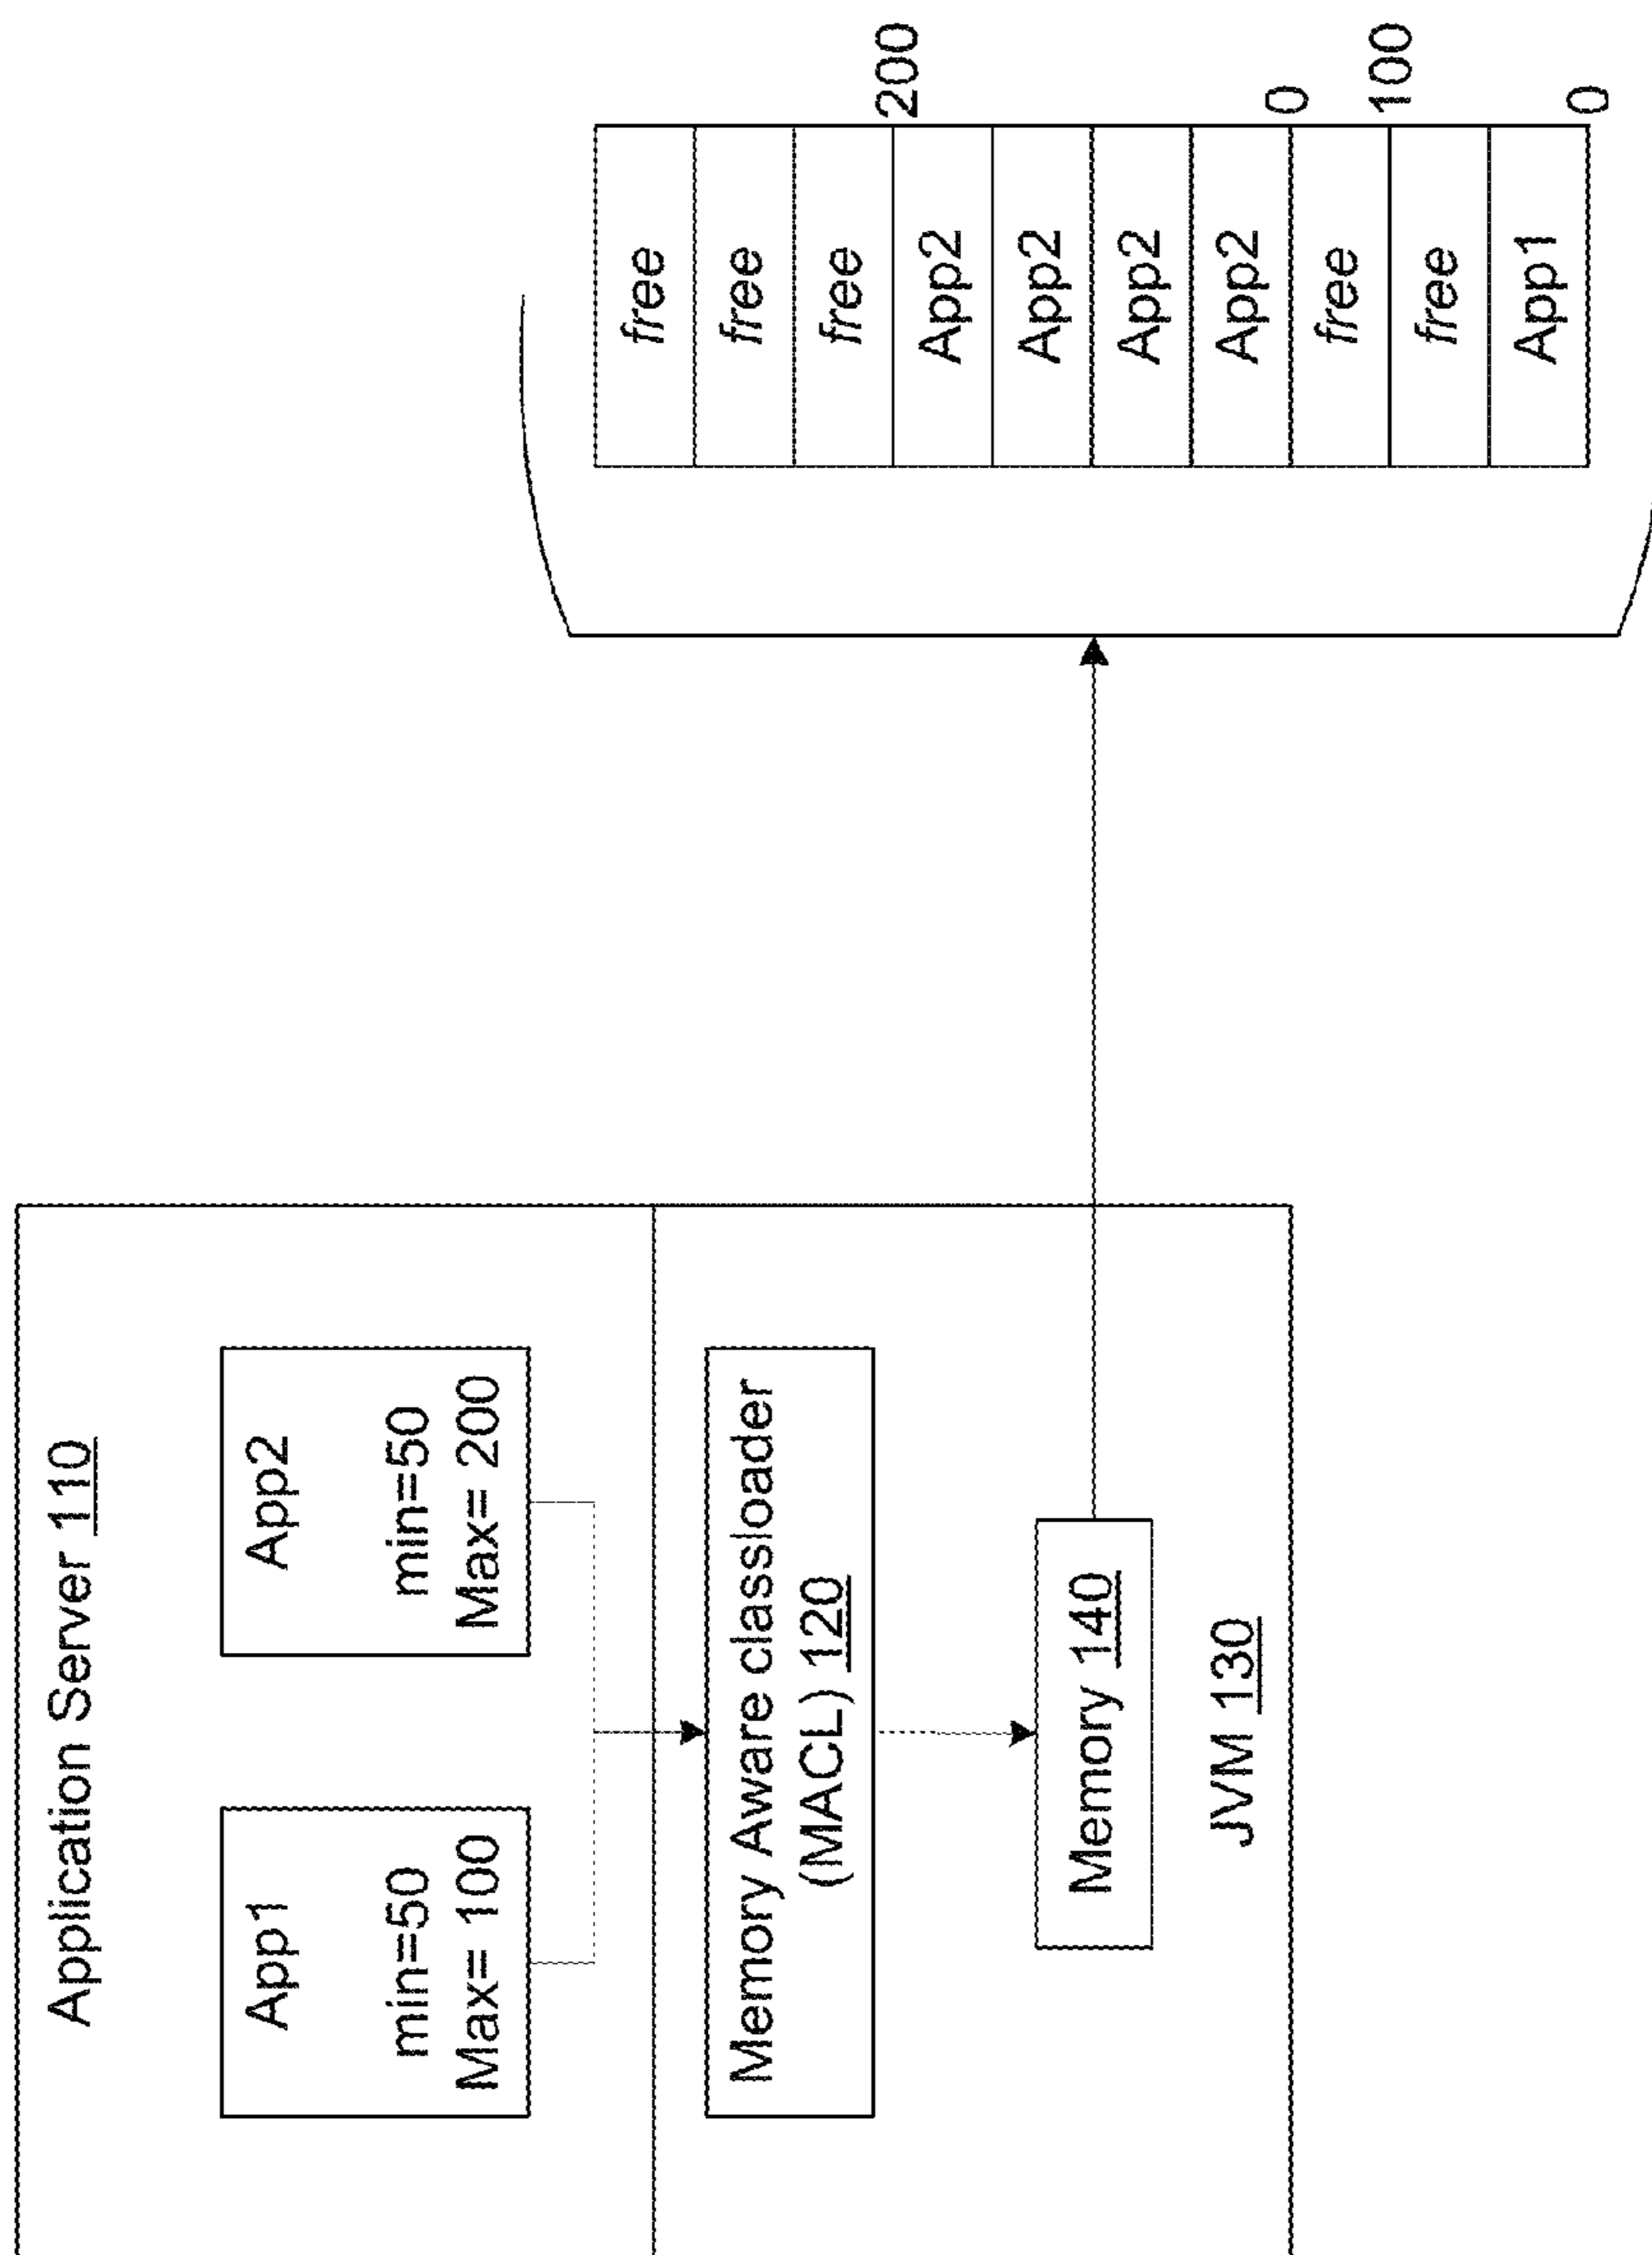 Application Server 110
App1
min=50
Max= 100
App2
min=50
Max= 200
Memory Aware classloader
(MACL) 120
Memory 140
JVM 130
free
free
free
200
App2
App2
App2
App2
0
free
100
free
App1
0